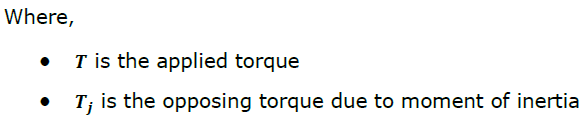 Where,
• T is the applied torque
• Tj is the opposing torque due to moment of inertia